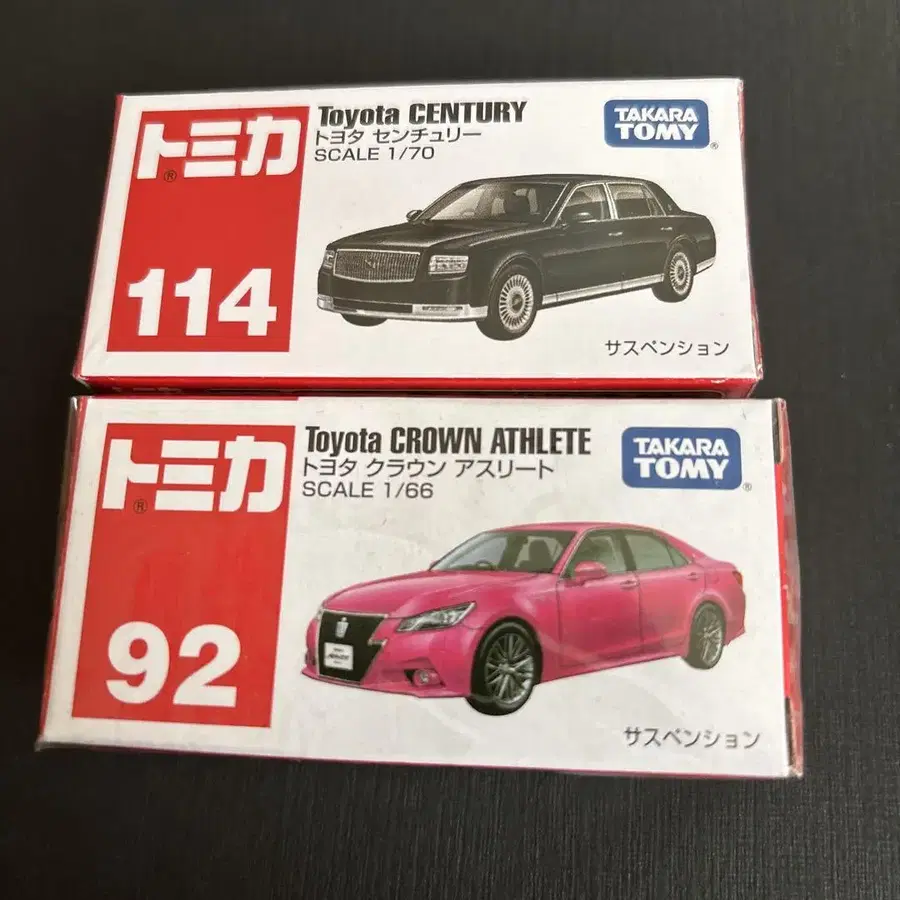 トミカ
®
114
Toyota CENTURY
トヨタ センチュリー
SCALE 1/70
TAKARA
TOMY
®
サスペンション
トミカ
®
92
Toyota CROWN ATHLETE
トヨタ クラウン アスリート
SCALE 1/66
TAKARA
TOMY
®
サスペンション